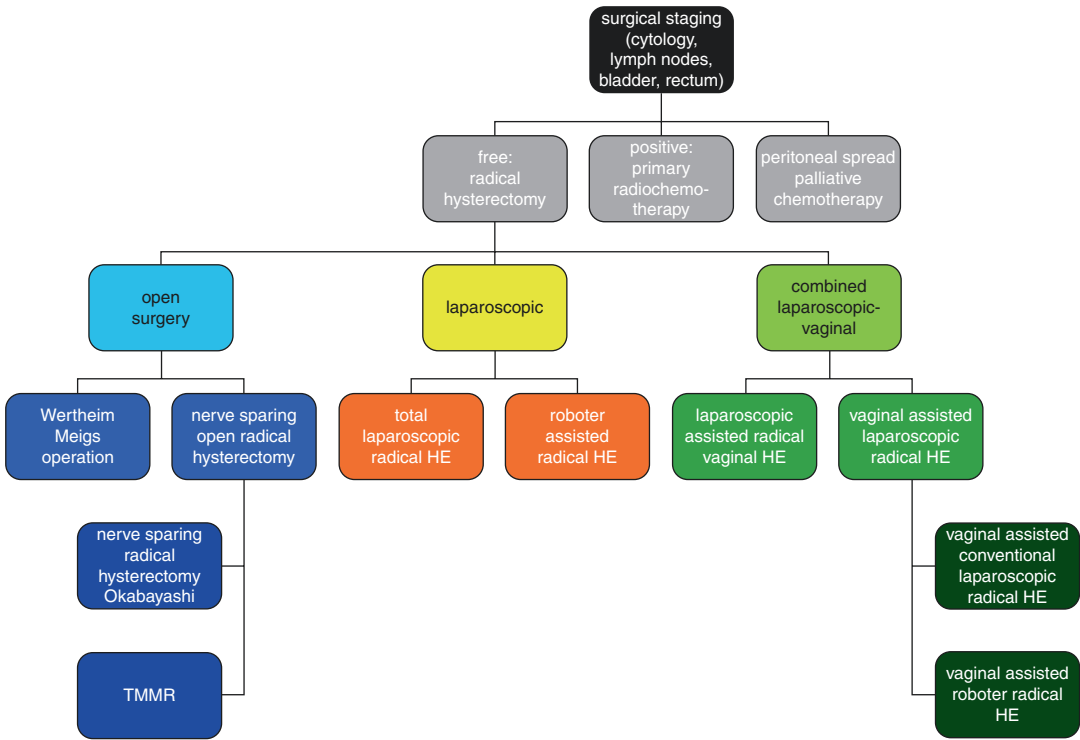 surgical staging
(cytology,
lymph nodes,
bladder, rectum)
free:
radical
hysterectomy
positive:
primary
radiochemo-
therapy
peritoneal spread
palliative
chemotherapy
open
surgery
laparoscopic
combined
laparoscopic-
vaginal
Wertheim
Meigs
operation
nerve sparing
open radical
hysterectomy
total
laparoscopic
radical HE
roboter
assisted
radical HE
laparoscopic
assisted radical
vaginal HE
vaginal assisted
laparoscopic
radical HE
nerve sparing
radical
hysterectomy
Okabayashi
vaginal assisted
conventional
laparoscopic
radical HE
TMMR
vaginal assisted
roboter radical
HE